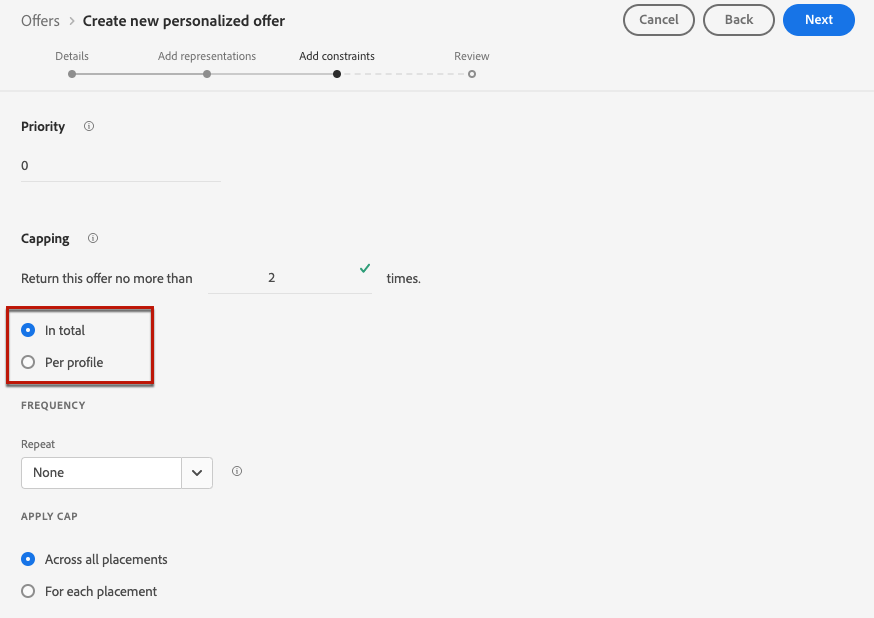 Offers > Create new personalized offer
Cancel
Back
Next
Details
Add representations
Add constraints
Review
Priority
0
Capping
Return this offer no more than 2 times.
In total
Per profile
FREQUENCY
Repeat
None
APPLY CAP
Across all placements
For each placement